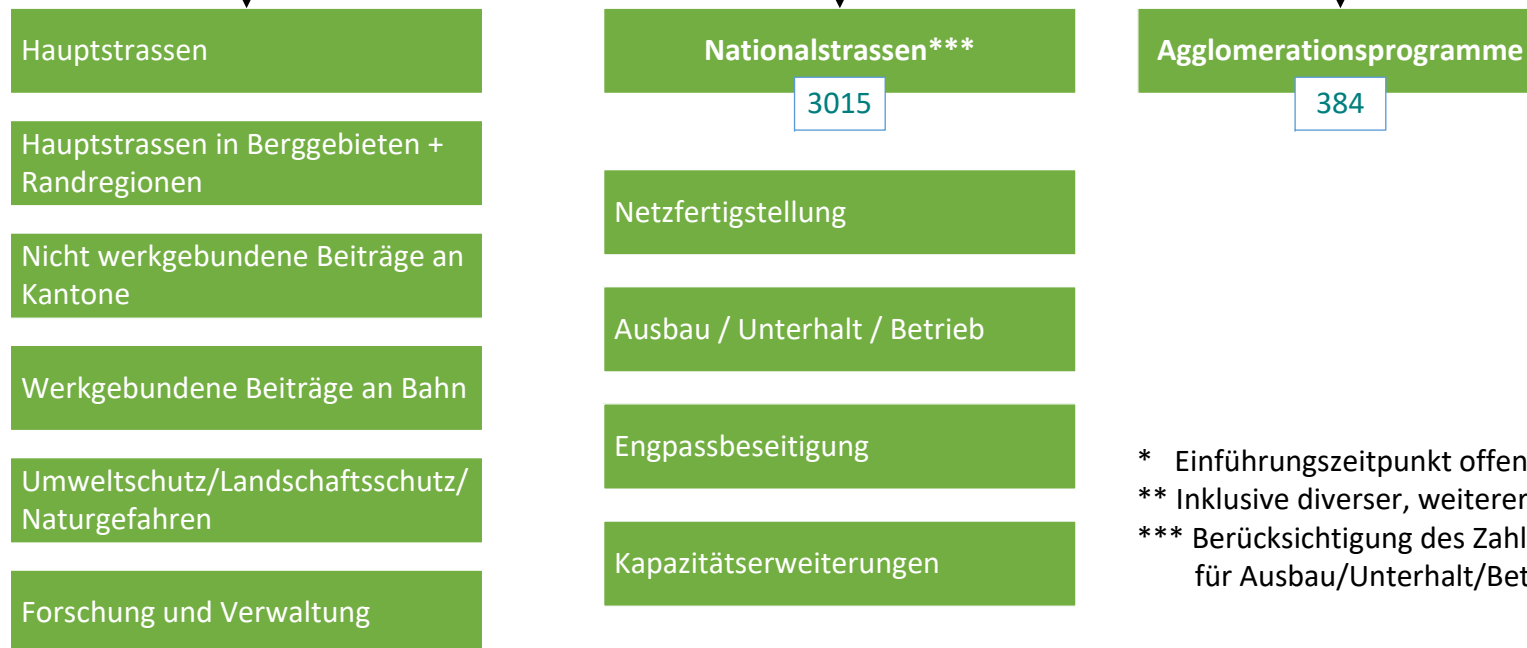 Hauptstrassen
Hauptstrassen in Berggebieten +
Randregionen
Nicht werkgebundene Beiträge an
Kantone
Werkgebundene Beiträge an Bahn
Umweltschutz/Landschaftsschutz/
Naturgefahren
Forschung und Verwaltung
Nationalstrassen***
3015
Netzfertigstellung
Ausbau / Unterhalt / Betrieb
Engpassbeseitigung
Kapazitätserweiterungen
Agglomerationsprogramme
384
* Einführungszeitpunkt offen
** Inklusive diverser, weiterer
*** Berücksichtigung des Zahl
für Ausbau/Unterhalt/Bet